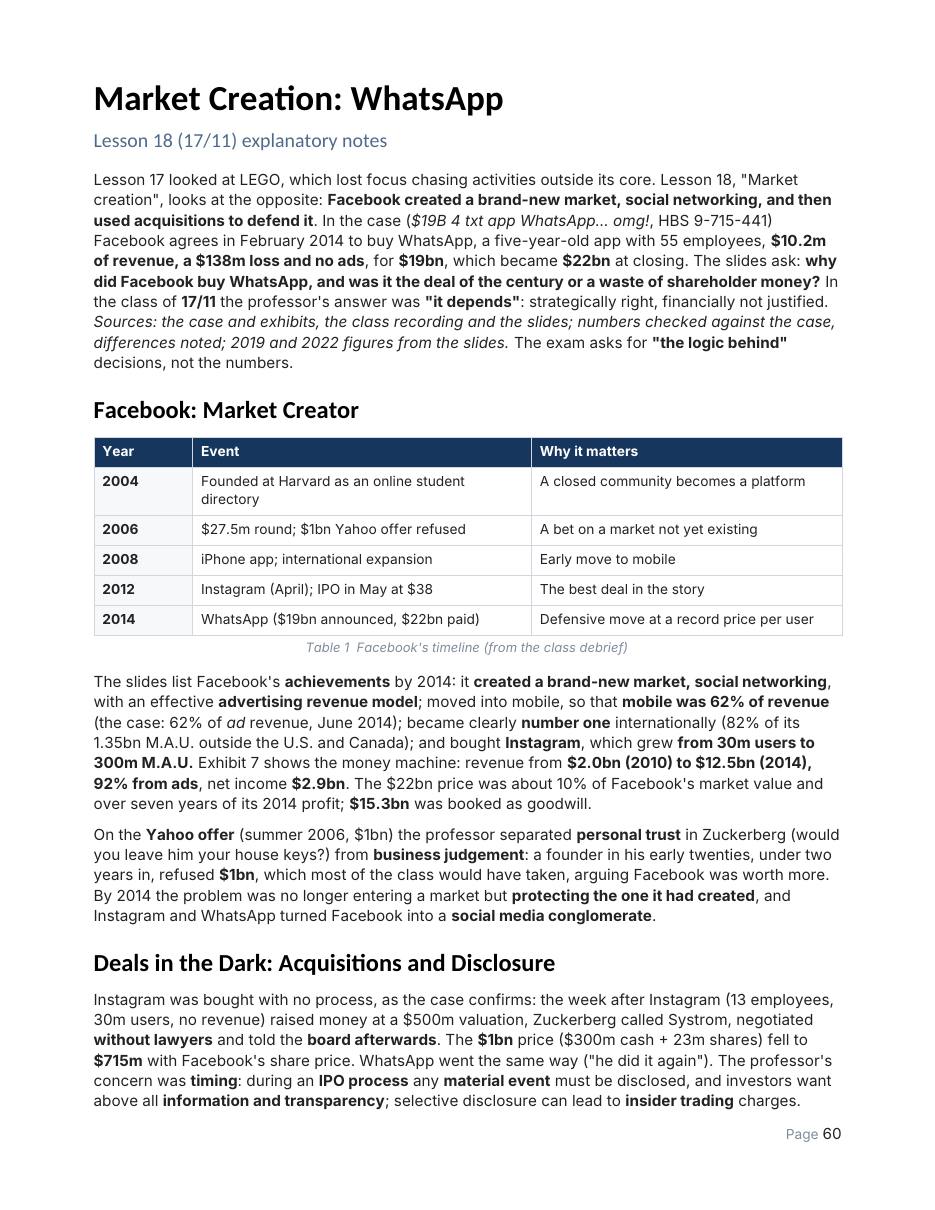 Market Creation: WhatsApp
Lesson 18 (17/11) explanatory notes
Lesson 17 looked at LEGO, which lost focus chasing activities outside its core. Lesson 18, "Market
creation", looks at the opposite: Facebook created a brand-new market, social networking, and then
used acquisitions to defend it. In the case ($19B 4 txt app WhatsApp... omg!, HBS 9-715-441)
Facebook agrees in February 2014 to buy WhatsApp, a five-year-old app with 55 employees, $10.2m
of revenue, a $138m loss and no ads, for $19bn, which became $22bn at closing. The slides ask: why
did Facebook buy WhatsApp, and was it the deal of the century or a waste of shareholder money? In
the class of 17/11 the professor's answer was "it depends": strategically right, financially not justified.
Sources: the case and exhibits, the class recording and the slides; numbers checked against the case,
differences noted; 2019 and 2022 figures from the slides. The exam asks for "the logic behind"
decisions, not the numbers.
Facebook: Market Creator
Year Event Why it matters
2004 Founded at Harvard as an online student A closed community becomes a platform
directory
2006 $27.5m round; $1bn Yahoo offer refused A bet on a market not yet existing
2008 iPhone app; international expansion Early move to mobile
2012 Instagram (April); IPO in May at $38 The best deal in the story
2014 WhatsApp ($19bn announced, $22bn paid) Defensive move at a record price per user
Table 1 Facebook's timeline (from the class debrief)
The slides list Facebook's achievements by 2014: it created a brand-new market, social networking,
with an effective advertising revenue model; moved into mobile, so that mobile was 62% of revenue
(the case: 62% of ad revenue, June 2014); became clearly number one internationally (82% of its
1.35bn M.A.U. outside the U.S. and Canada); and bought Instagram, which grew from 30m users to
300m M.A.U. Exhibit 7 shows the money machine: revenue from $2.0bn (2010) to $12.5bn (2014),
92% from ads, net income $2.9bn. The $22bn price was about 10% of Facebook's market value and
over seven years of its 2014 profit; $15.3bn was booked as goodwill.
On the Yahoo offer (summer 2006, $1bn) the professor separated personal trust in Zuckerberg (would
you leave him your house keys?) from business judgement: a founder in his early twenties, under two
years in, refused $1bn, which most of the class would have taken, arguing Facebook was worth more.
By 2014 the problem was no longer entering a market but protecting the one it had created, and
Instagram and WhatsApp turned Facebook into a social media conglomerate.
Deals in the Dark: Acquisitions and Disclosure
Instagram was bought with no process, as the case confirms: the week after Instagram (13 employees,
30m users, no revenue) raised money at a $500m valuation, Zuckerberg called Systrom, negotiated
without lawyers and told the board afterwards. The $1bn price ($300m cash + 23m shares) fell to
$715m with Facebook's share price. WhatsApp went the same way ("he did it again"). The professor's
concern was timing: during an IPO process any material event must be disclosed, and investors want
above all information and transparency; selective disclosure can lead to insider trading charges.
Page 60